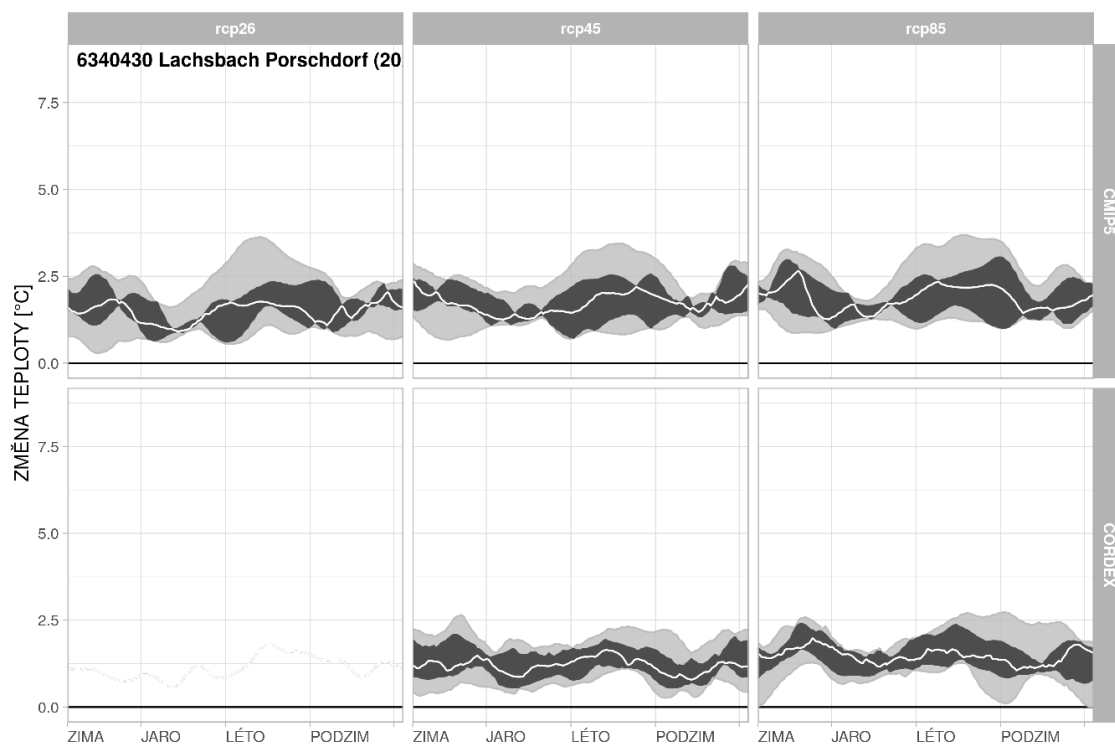 rcp26 rcp45 rcp85
6340430 Lachsbach Porschdorf (20
7.5
5.0
2.5
0.0
CMIP5
ZMĚNA TEPLOTY [°C]
7.5
5.0
2.5
0.0
CORDEX
ZIMA JARO LÉTO PODZIM ZIMA JARO LÉTO PODZIM ZIMA JARO LÉTO PODZIM